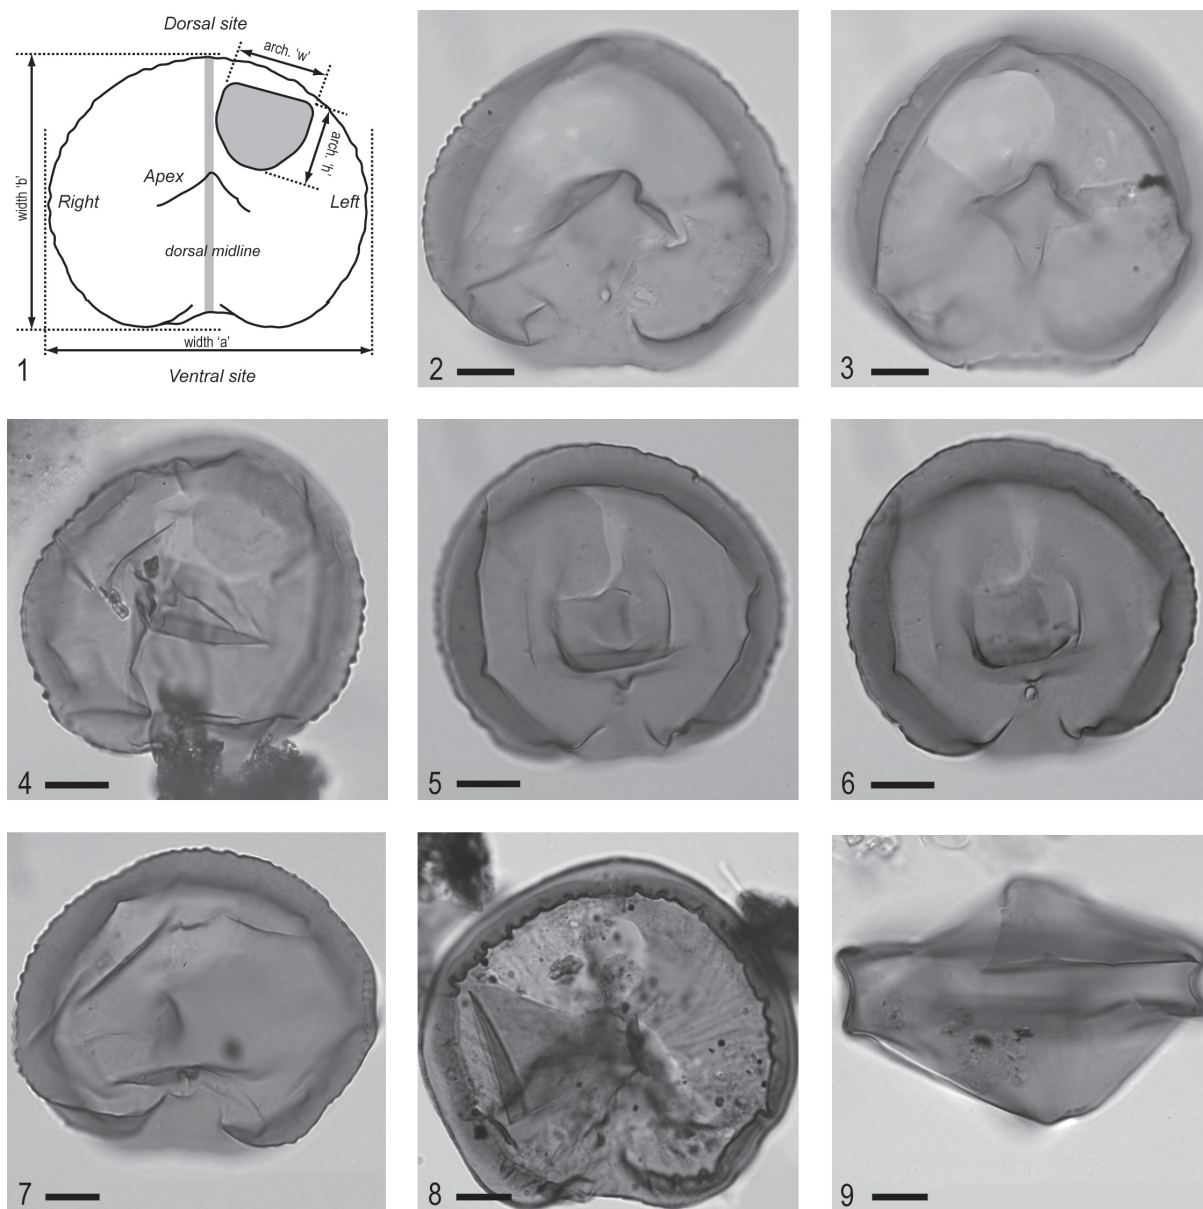 Dorsal site
arch. 'w'
arch. 'h'
width 'b'
Apex
Right
Left
dorsal midline
width 'a'
1
Ventral site
2
3
4
5
6
7
8
9